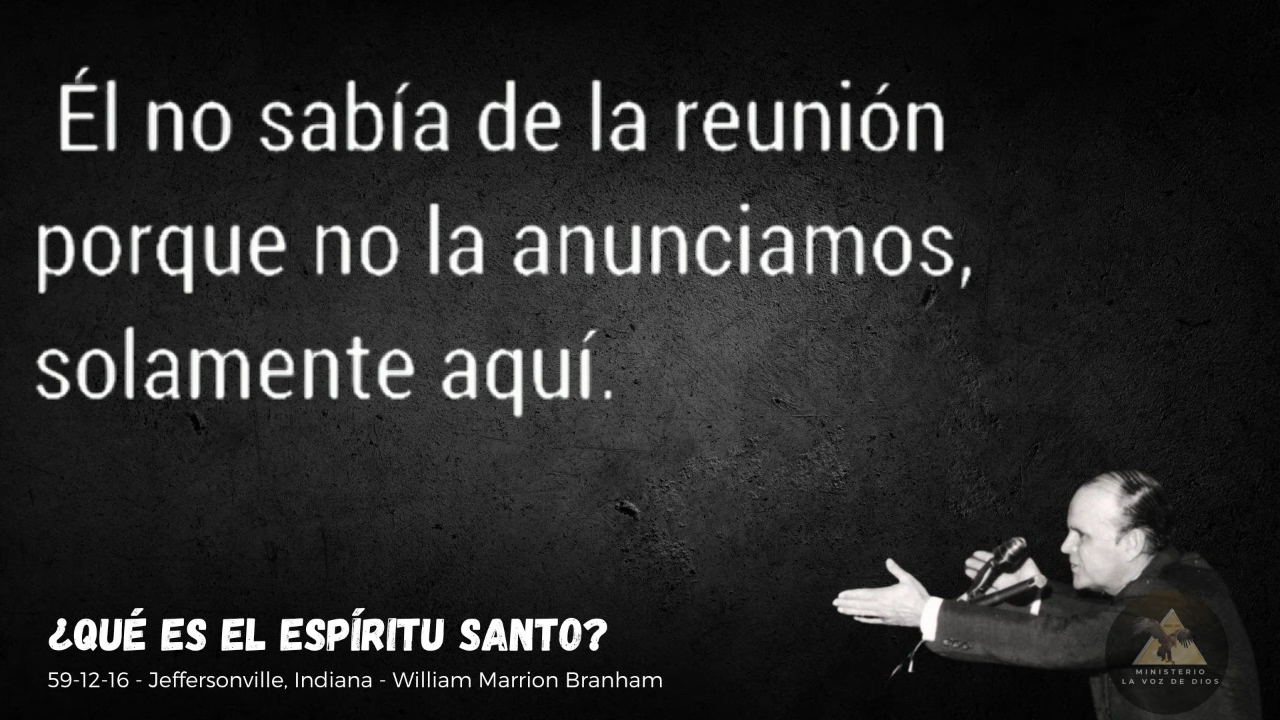 Él no sabía de la reunión
porque no la anunciamos,
solamente aquí.
¿QUÉ ES EL ESPÍRITU SANTO?
59-12-16 - Jeffersonville, Indiana - William Marrion Branham
MINISTERIO
LA VOZ DE DIOS